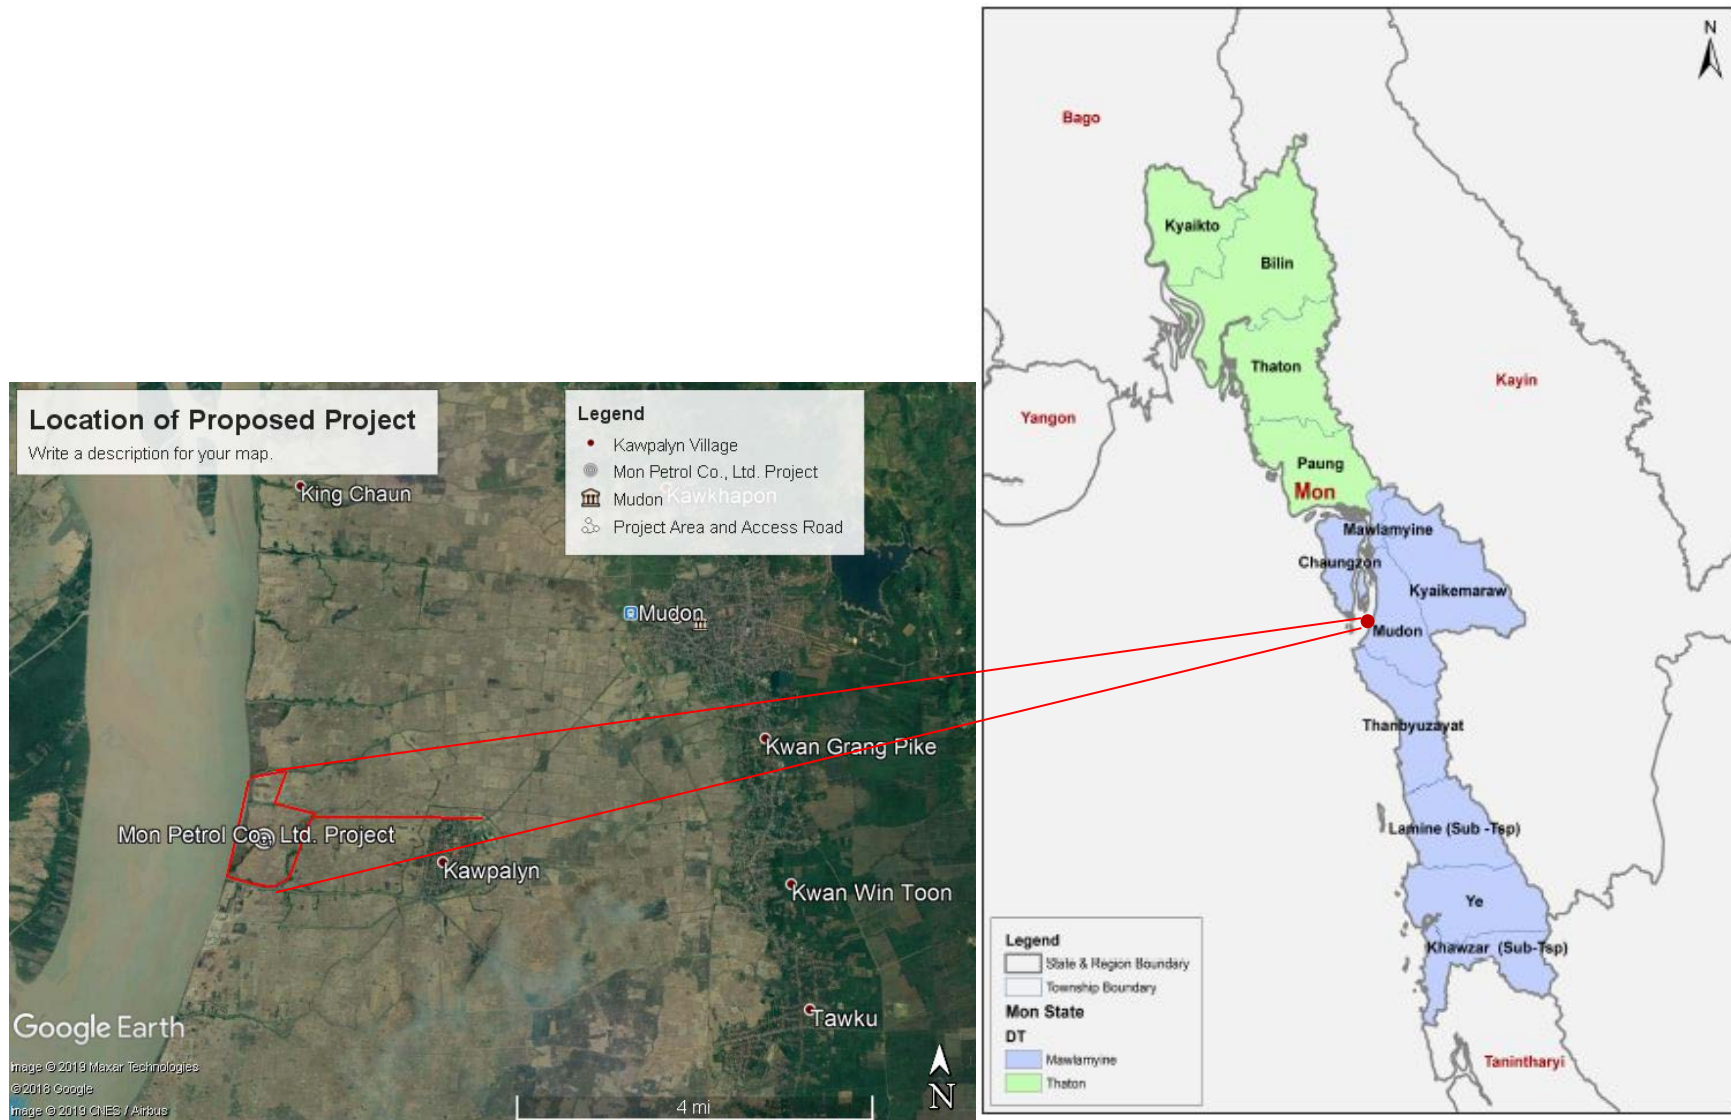 Location of Proposed Project
Write a description for your map.
Legend
Kawpalyn Village
Mon Petrol Co., Ltd. Project
Mudon
Project Area and Access Road
King Chaun
Kawkhapon
Mudon
Kwan Grang Pike
Mon Petrol Co., Ltd. Project
Kawpalyn
Kwan Win Toon
Tawku
Google Earth
Image © 2019 Maxar Technologies
© 2018 Google
Image © 2019 CNES / Airbus
4 mi
N
N
Bago
Kyaikto
Bilin
Thaton
Kayin
Yangon
Paung
Mon
Mawlamyine
Chaungzon
Kyaikemaraw
Mudon
Thanbyuzayat
Lamine (Sub -Tsp)
Ye
Khawzar (Sub-Tsp)
Legend
State & Region Boundary
Township Boundary
Mon State
DT
Mawlamyine
Thaton
Tanintharyi